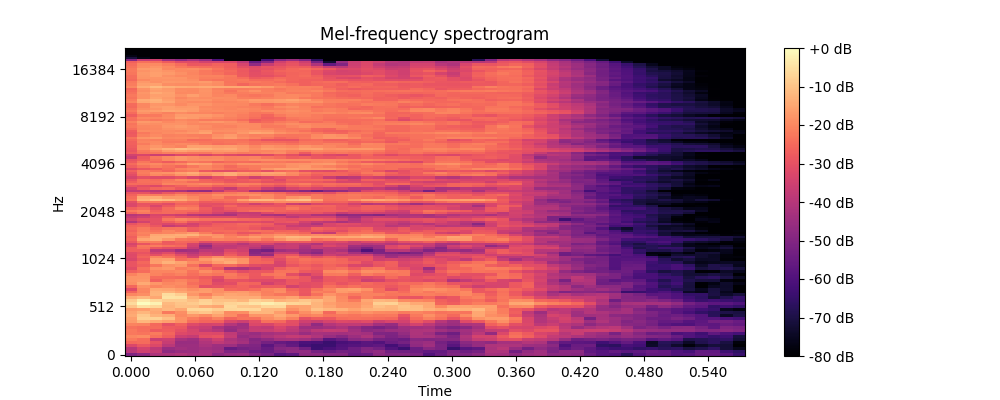 Mel-frequency spectrogram
Hz
16384
8192
4096
2048
1024
512
0
0.000 0.060 0.120 0.180 0.240 0.300 0.360 0.420 0.480 0.540
Time
+0 dB
-10 dB
-20 dB
-30 dB
-40 dB
-50 dB
-60 dB
-70 dB
-80 dB